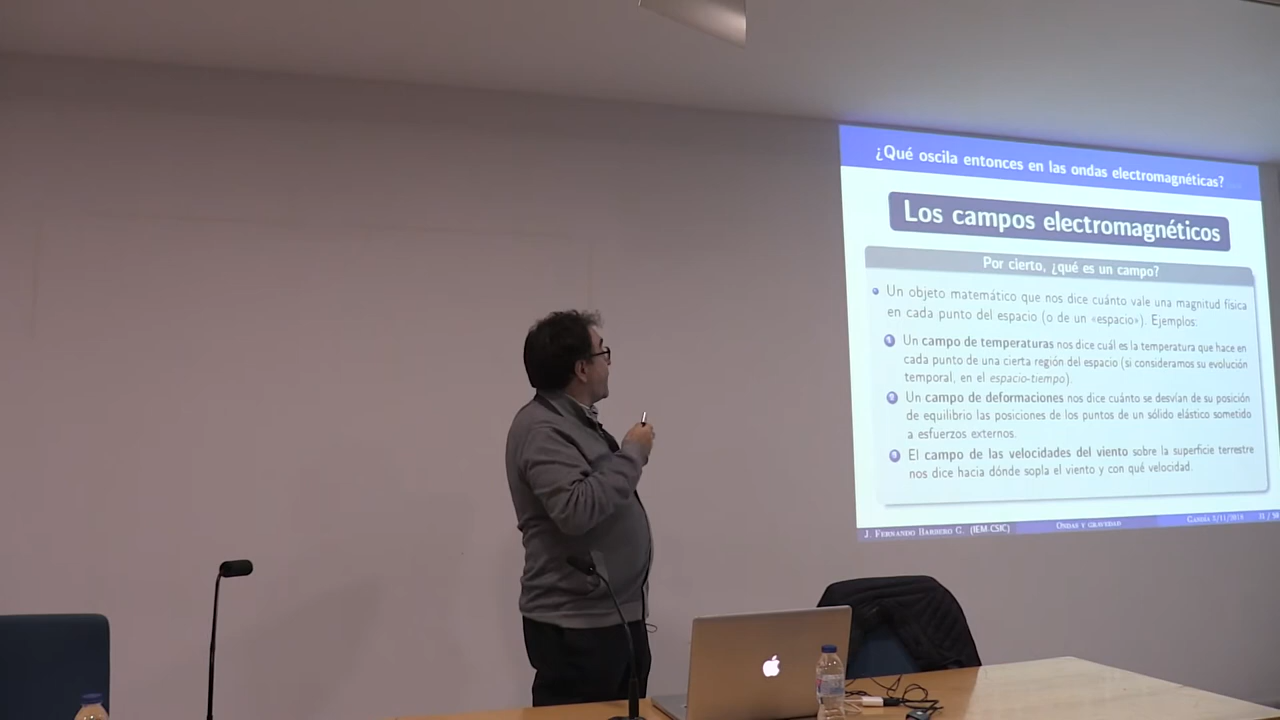 ¿Qué oscila entonces en las ondas electromagnéticas?
Los campos electromagnéticos
Por cierto, ¿qué es un campo?
Un objeto matemático que nos dice cuánto vale una magnitud física
en cada punto del espacio (o de un «espacio»). Ejemplos:
1 Un campo de temperaturas nos dice cuál es la temperatura que hace en
cada punto de una cierta región del espacio (si consideramos su evolución
temporal, en el espacio-tiempo).
2 Un campo de deformaciones nos dice cuánto se desvían de su posición
de equilibrio las posiciones de los puntos de un sólido elástico sometido
a esfuerzos externos.
3 El campo de las velocidades del viento sobre la superficie terrestre
nos dice hacia dónde sopla el viento y con qué velocidad.
J. Fernando Barbero G. (IEM-CSIC) Ondas y gravedad